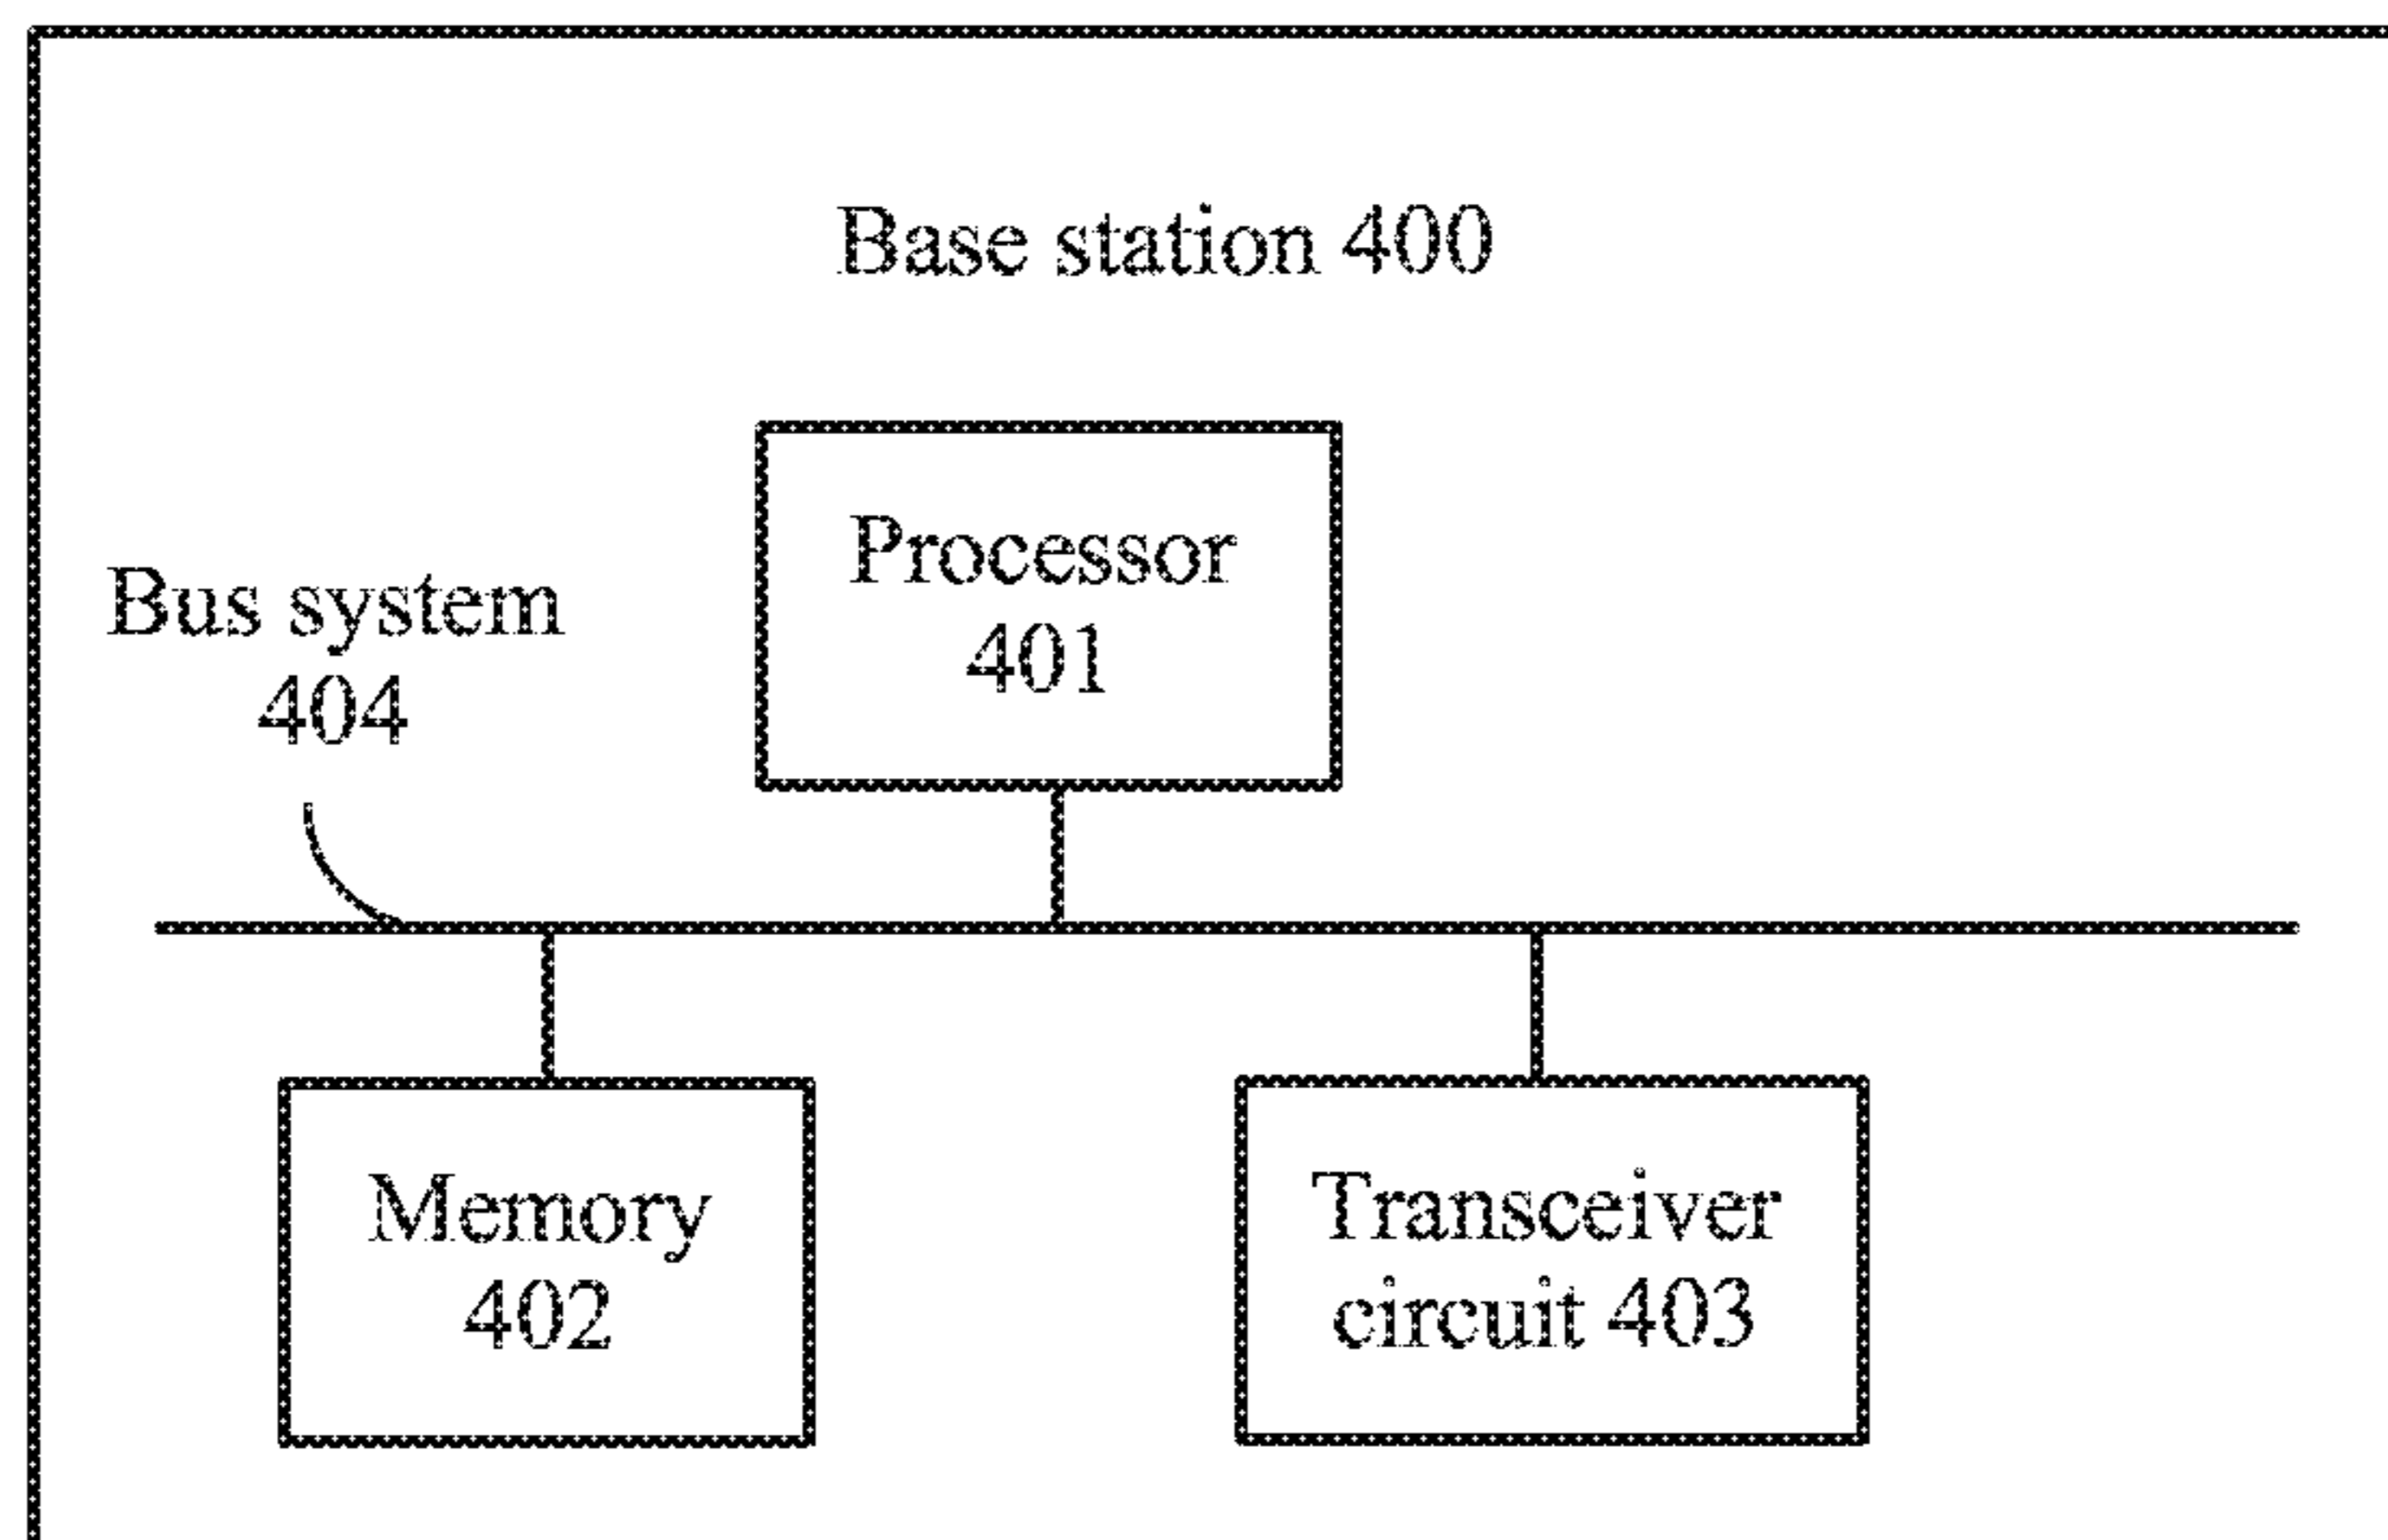 Base station 400
Processor
401
Bus system
404
Memory
402
Transceiver
circuit 403